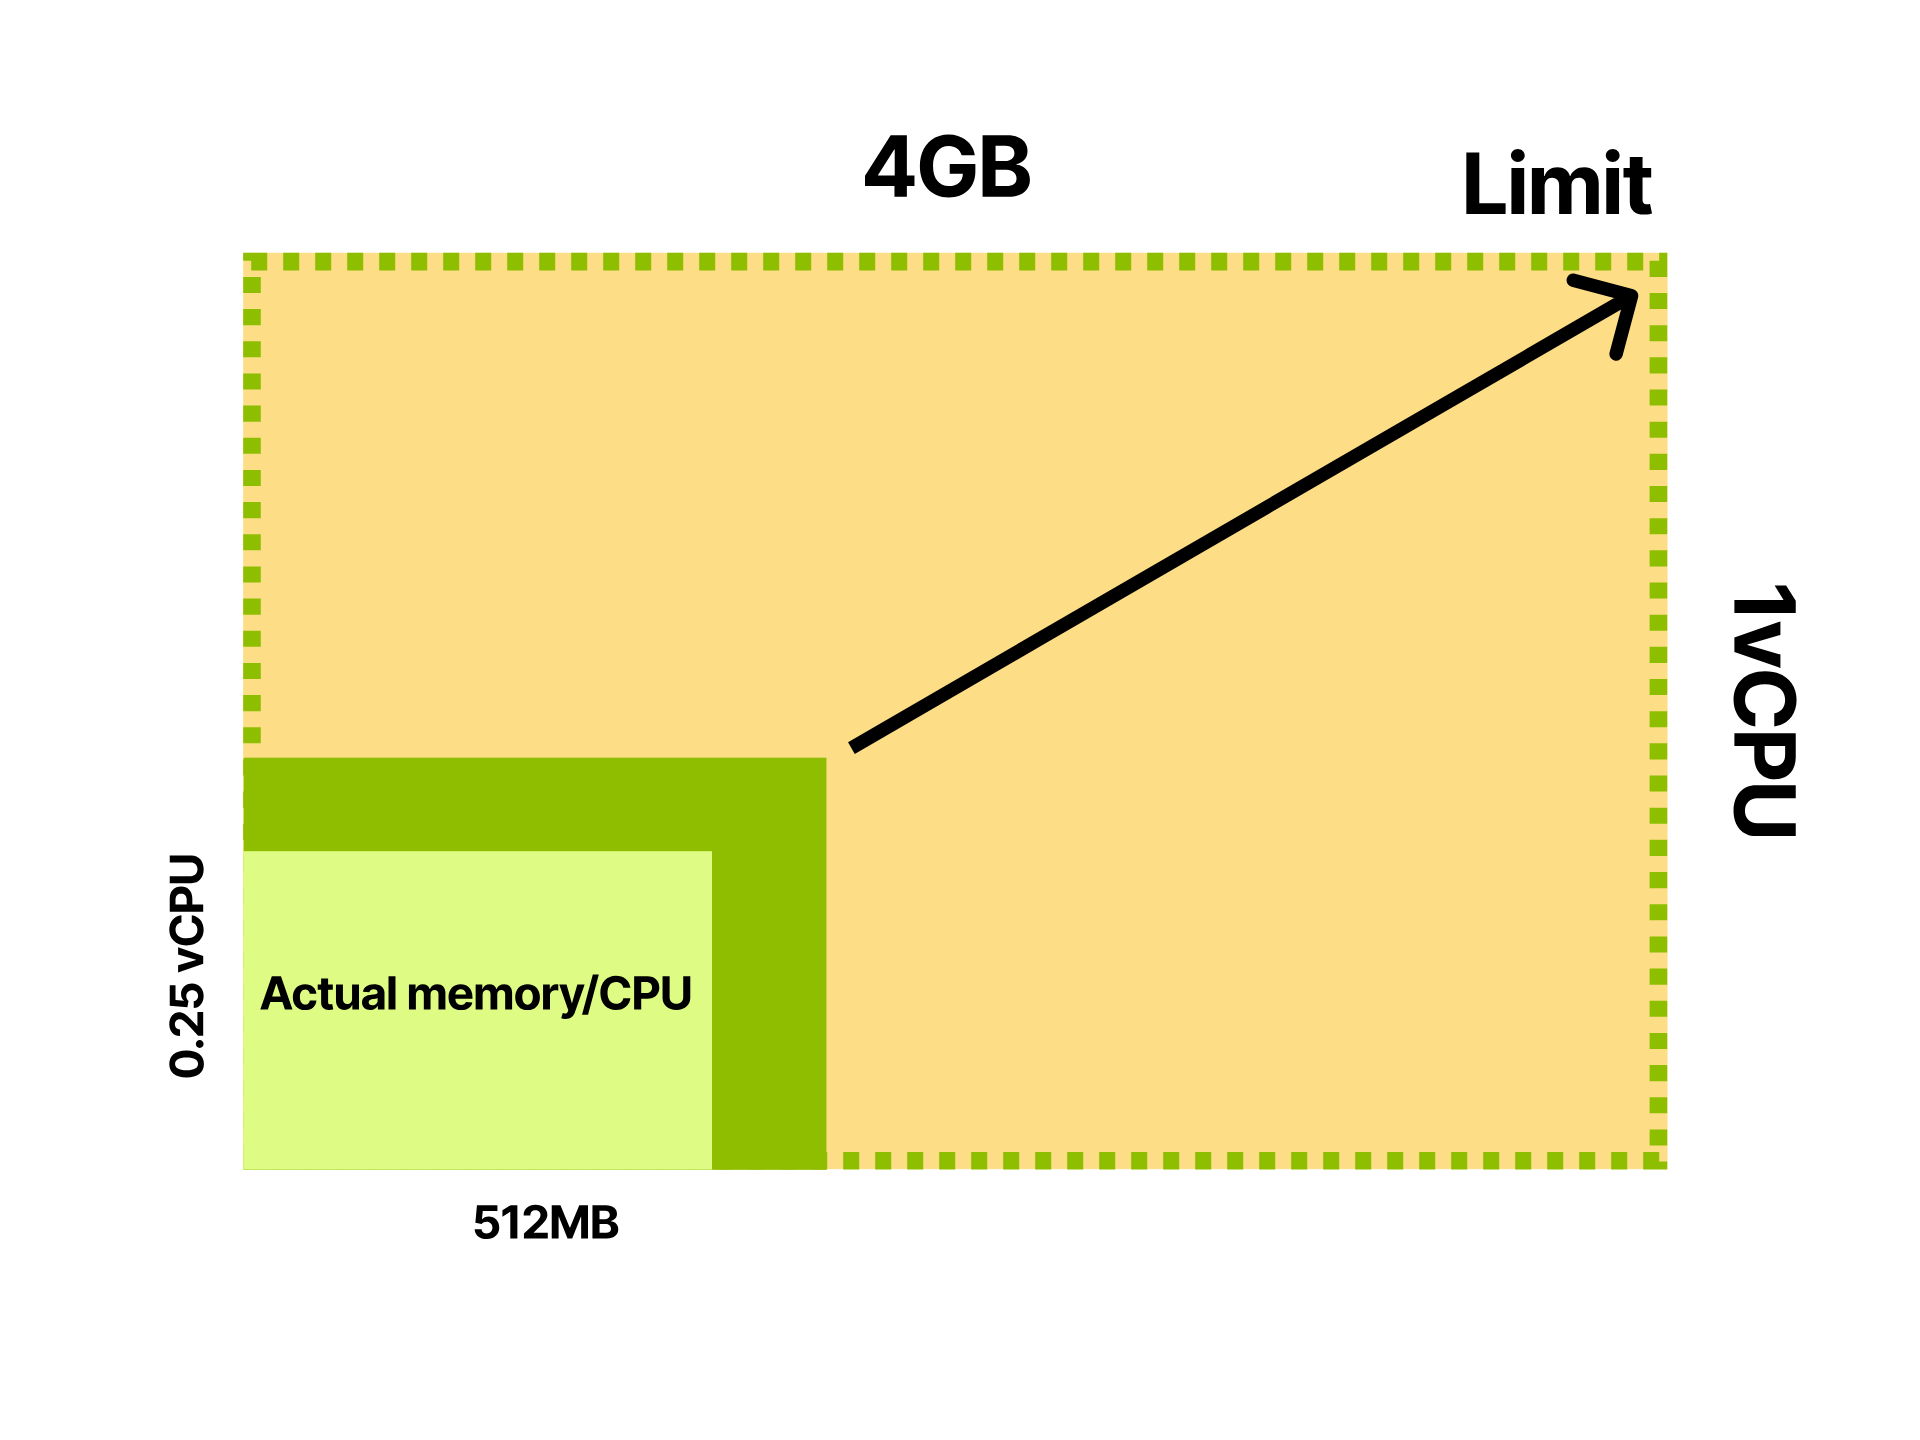 4GB
Limit
1vCPU
0.25 vCPU
Actual memory/CPU
512MB